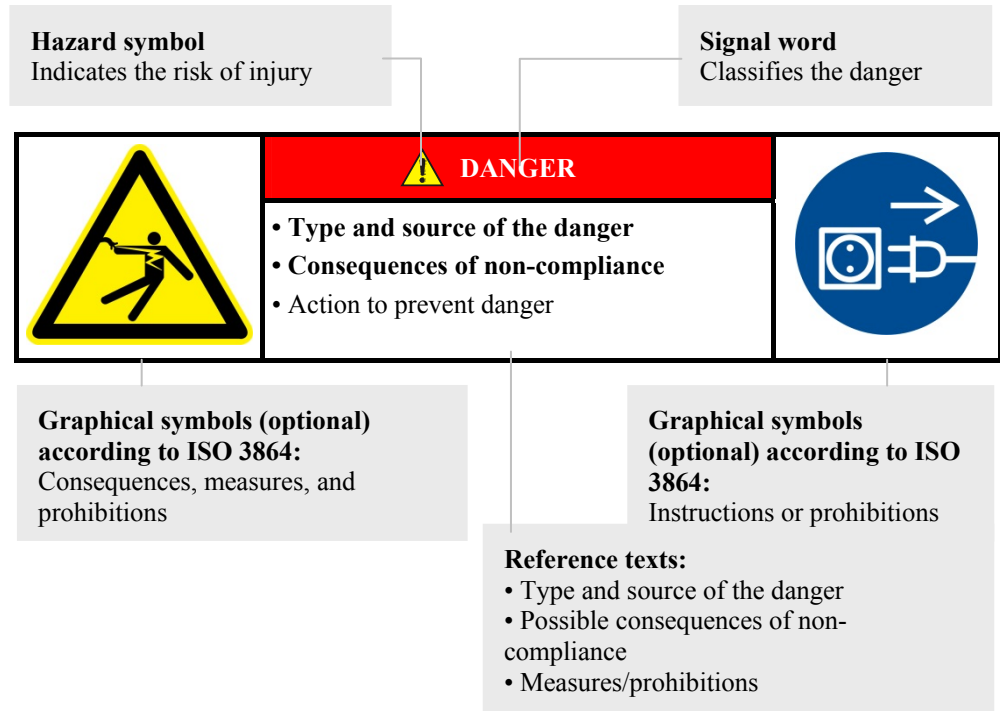 Hazard symbol
Indicates the risk of injury
Signal word
Classifies the danger
DANGER
• Type and source of the danger
• Consequences of non-compliance
• Action to prevent danger
Graphical symbols (optional)
according to ISO 3864:
Consequences, measures, and
prohibitions
Graphical symbols
(optional) according to ISO
3864:
Instructions or prohibitions
Reference texts:
• Type and source of the danger
• Possible consequences of non-
compliance
• Measures/prohibitions